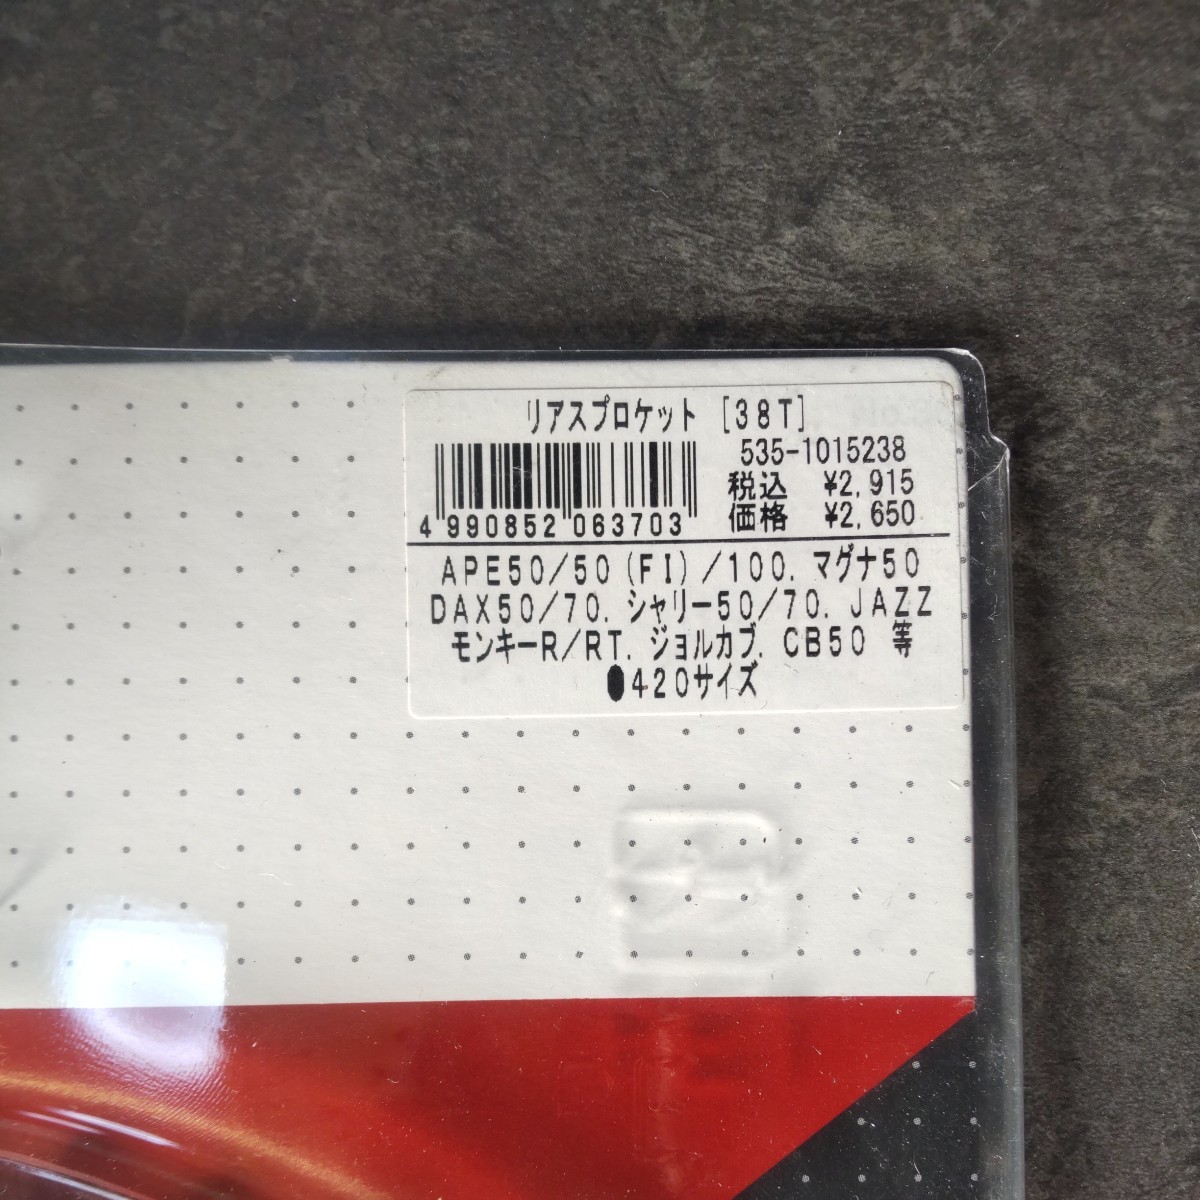 リアスプロケット [38T]
535-1015238
税込 ¥2,915
価格 ¥2,650
4 990852 063703
APE50/50(FI)/100. マグナ50
DAX50/70. シャリー50/70. JAZZ
モンキーR/RT. ジョルカブ. CB50 等
●420サイズ